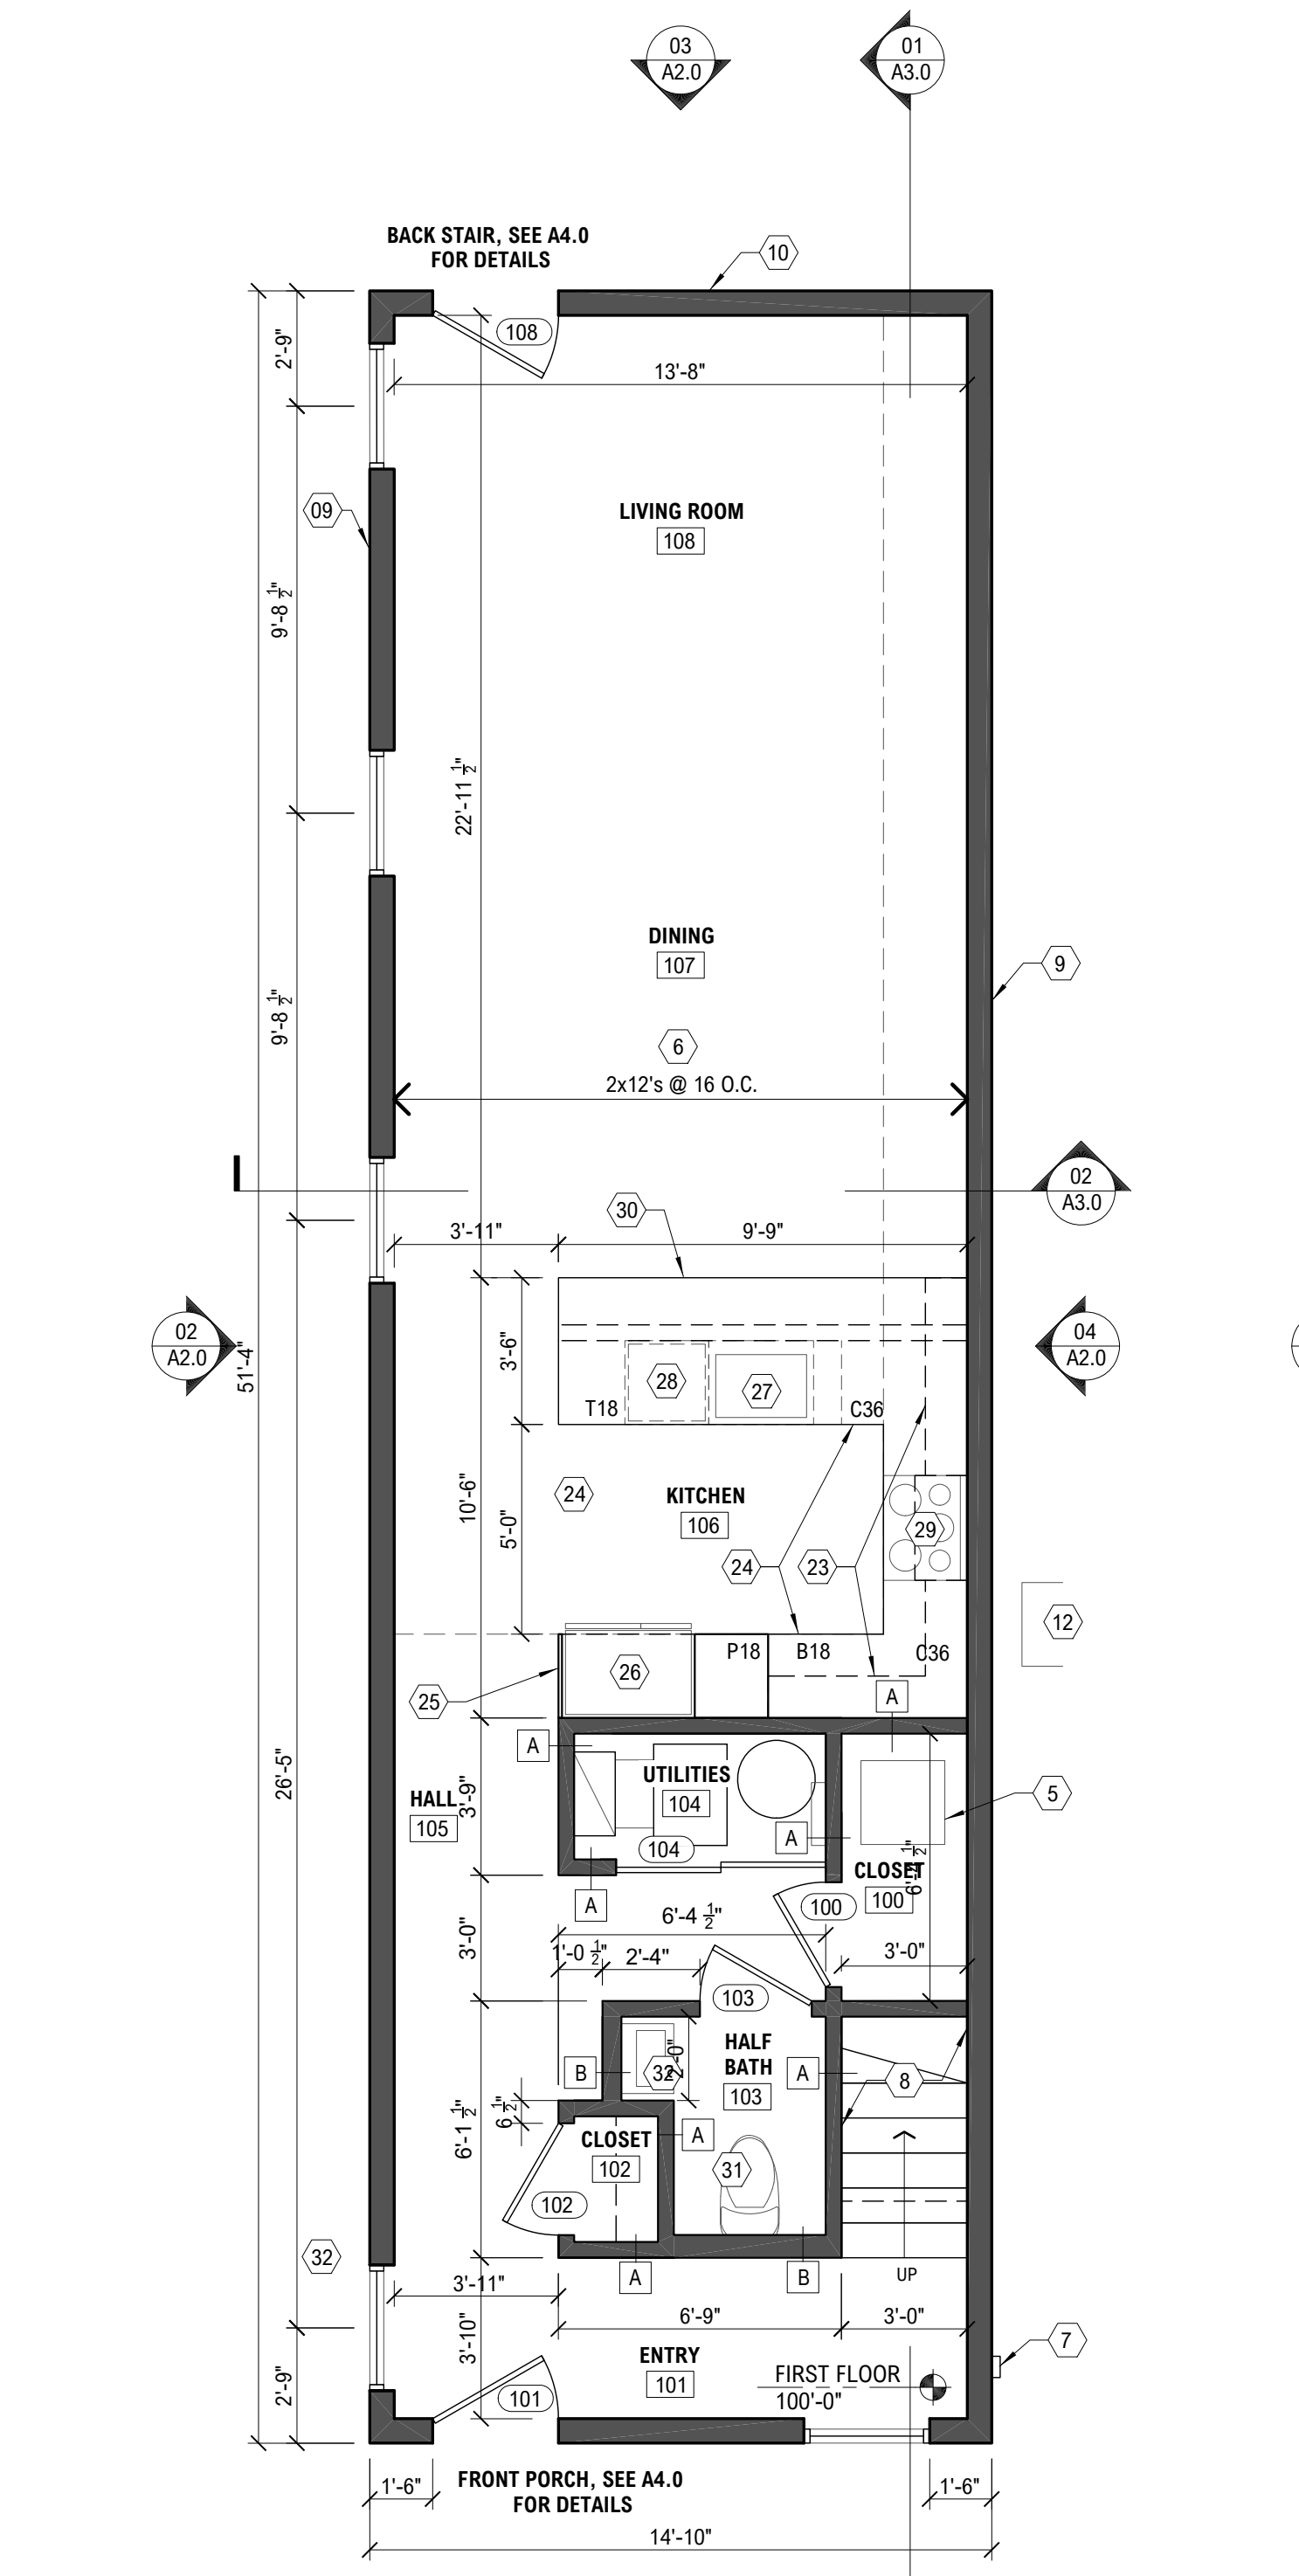 03
A2.0
01
A3.0
BACK STAIR, SEE A4.0
FOR DETAILS
10
108
2'-9"
13'-8"
09
LIVING ROOM
108
9'-8 1/2"
22'-11 1/2"
DINING
107
9
9'-8 1/2"
6
2x12's @ 16 O.C.
02
A3.0
30
3'-11"
9'-9"
02
A2.0
51'-4"
04
A2.0
3'-6"
28
27
T18
C36
10'-6"
24
KITCHEN
106
5'-0"
29
24
23
12
P18
B18
C36
26
25
A
A
26'-5"
UTILITIES
104
5
HALL
105
3'-9"
A
104
CLOSET
100
6'-4 1/2"
A
100
6'-4 1/2"
3'-0"
1'-0 1/2"
2'-4"
3'-0"
103
HALF
BATH
103
B
32
2'-0"
A
8
6 1/2"
6'-1 1/2"
CLOSET
102
A
31
102
32
A
B
UP
3'-11"
6'-9"
3'-0"
3'-10"
ENTRY
101
7
FIRST FLOOR
100'-0"
2'-9"
101
FRONT PORCH, SEE A4.0
FOR DETAILS
1'-6"
1'-6"
14'-10"